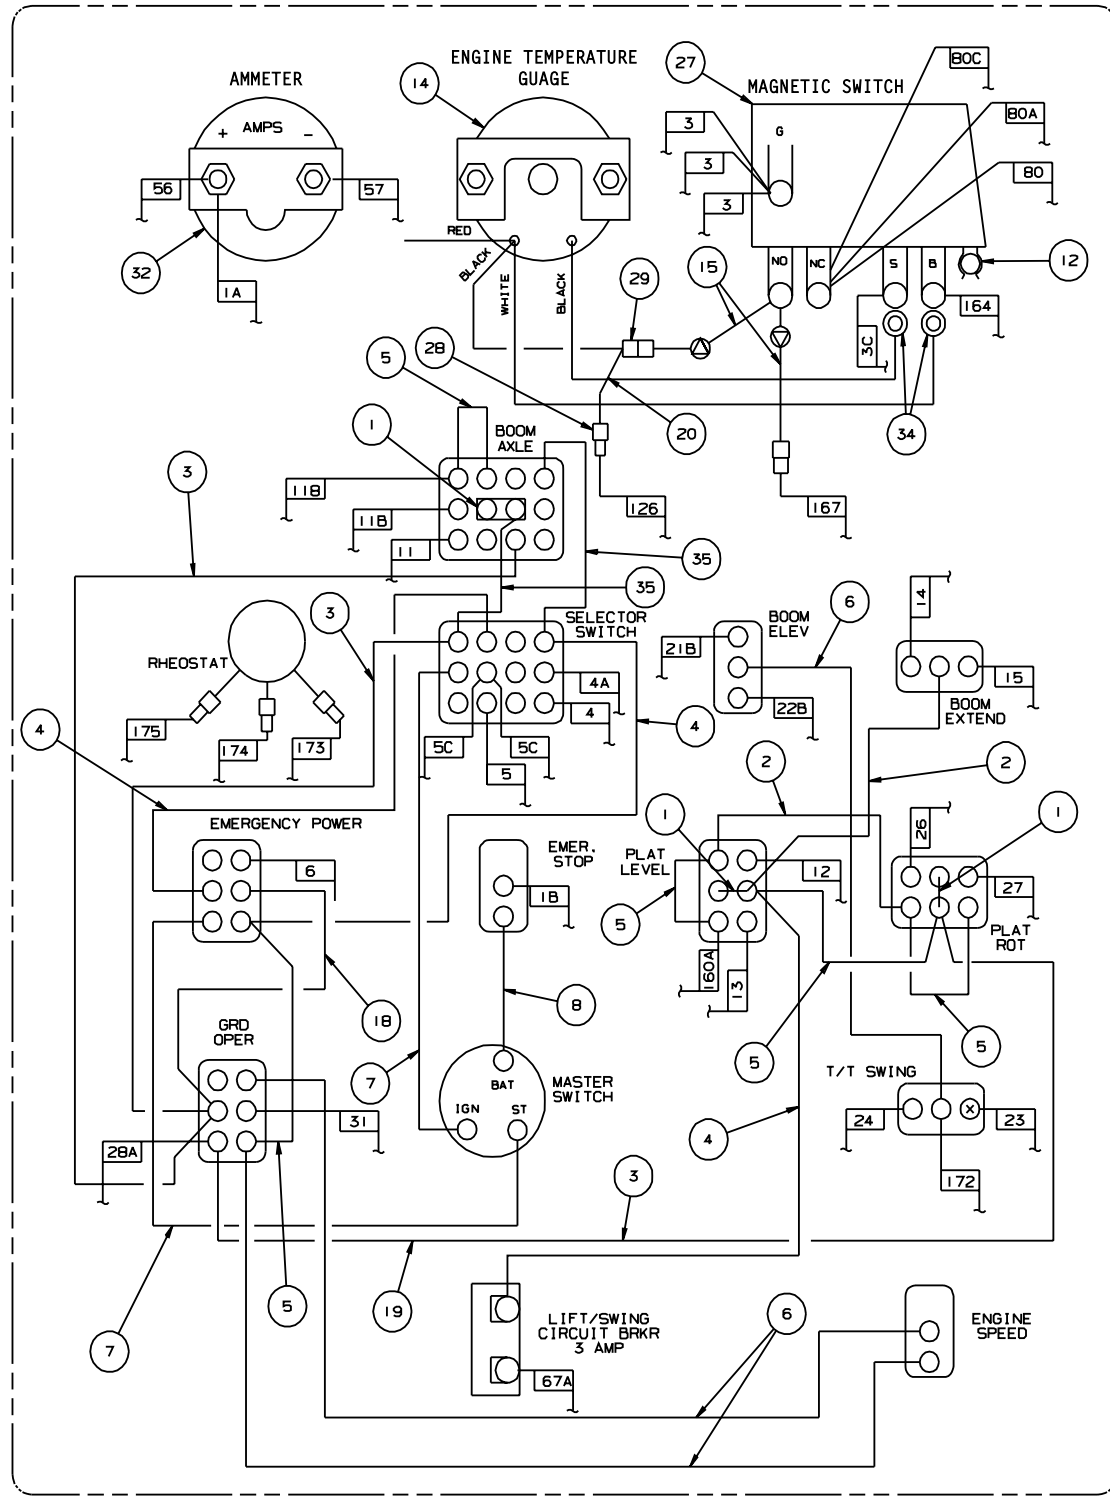 ENGINE TEMPERATURE
GUAGE
AMMETER
MAGNETIC SWITCH
27
14
80C
80A
80
+ AMPS -
3
3
3
G
56
57
32
1A
RED
BLACK
WHITE
BLACK
NO
NC
S
B
12
15
29
164
3C
28
5
1
20
34
BOOM
AXLE
3
11B
11B
11
126
167
35
35
3
6
14
SELECTOR
SWITCH
BOOM
ELEV
RHEOSTAT
21B
15
BOOM
EXTEND
4A
4
22B
175
174
173
4
5C
5C
5
4
2
2
EMERGENCY POWER
6
EMER.
STOP
1B
1
PLAT
LEVEL
12
26
1
27
PLAT
ROT
5
160A
13
18
8
5
5
GRD
OPER
7
BAT
IGN
ST
MASTER
SWITCH
T/T SWING
31
28A
24
23
172
4
3
7
5
19
LIFT/SWING
CIRCUIT BRKR
3 AMP
67A
6
ENGINE
SPEED